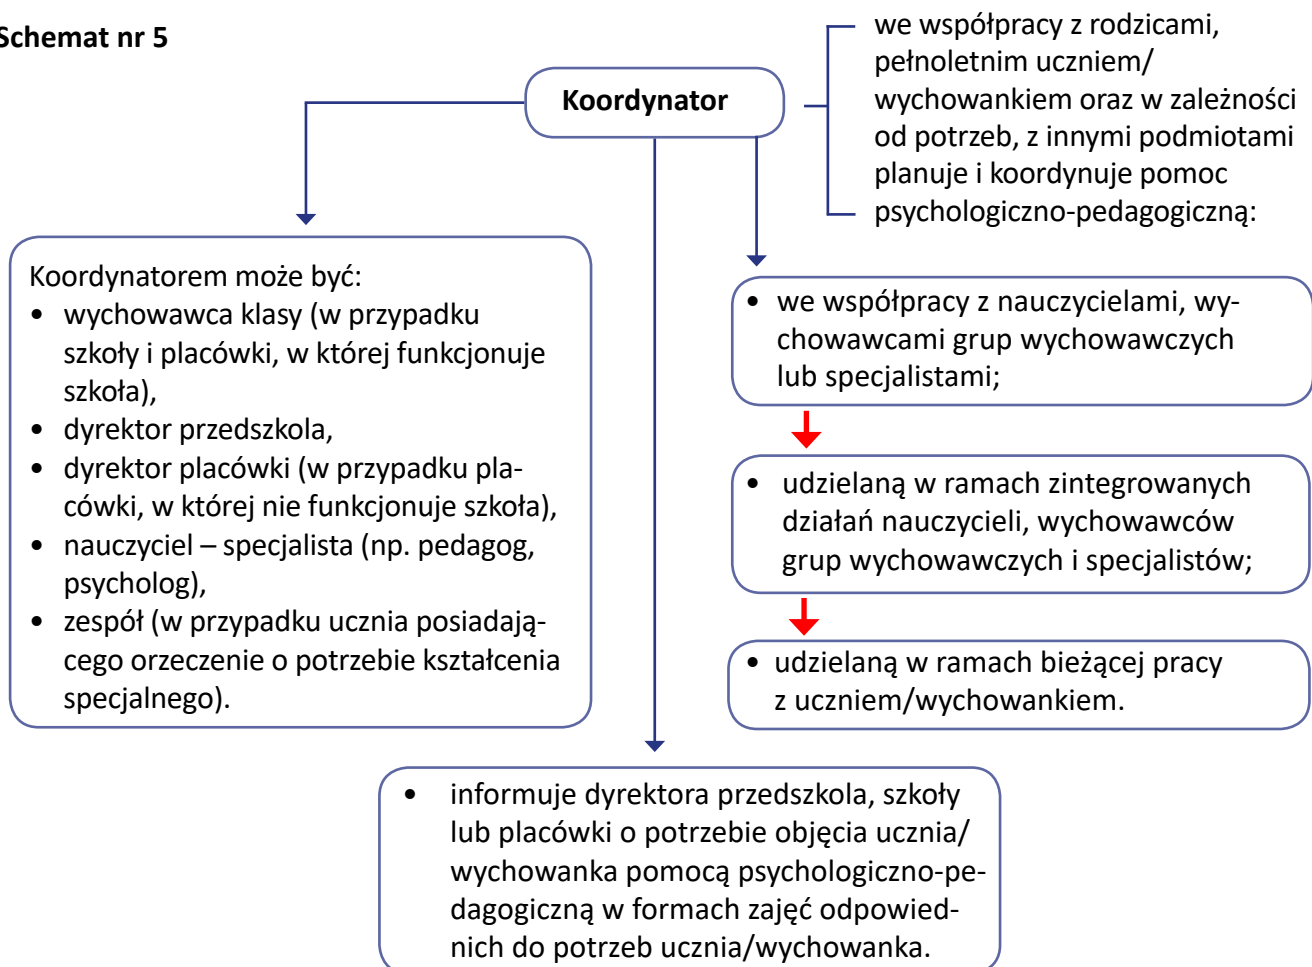 Schemat nr 5
Koordynator
we współpracy z rodzicami,
pełnoletnim uczniem/
wychowankiem oraz w zależności
od potrzeb, z innymi podmiotami
planuje i koordynuje pomoc
psychologiczno-pedagogiczną:
Koordynatorem może być:
• wychowawca klasy (w przypadku
szkoły i placówki, w której funkcjonuje
szkoła),
• dyrektor przedszkola,
• dyrektor placówki (w przypadku pla-
cówki, w której nie funkcjonuje szkoła),
• nauczyciel – specjalista (np. pedagog,
psycholog),
• zespół (w przypadku ucznia posiadają-
cego orzeczenie o potrzebie kształcenia
specjalnego).
• we współpracy z nauczycielami, wy-
chowawcami grup wychowawczych
lub specjalistami;
• udzielaną w ramach zintegrowanych
działań nauczycieli, wychowawców
grup wychowawczych i specjalistów;
• udzielaną w ramach bieżącej pracy
z uczniem/wychowankiem.
• informuje dyrektora przedszkola, szkoły
lub placówki o potrzebie objęcia ucznia/
wychowanka pomocą psychologiczno-pe-
dagogiczną w formach zajęć odpowied-
nich do potrzeb ucznia/wychowanka.